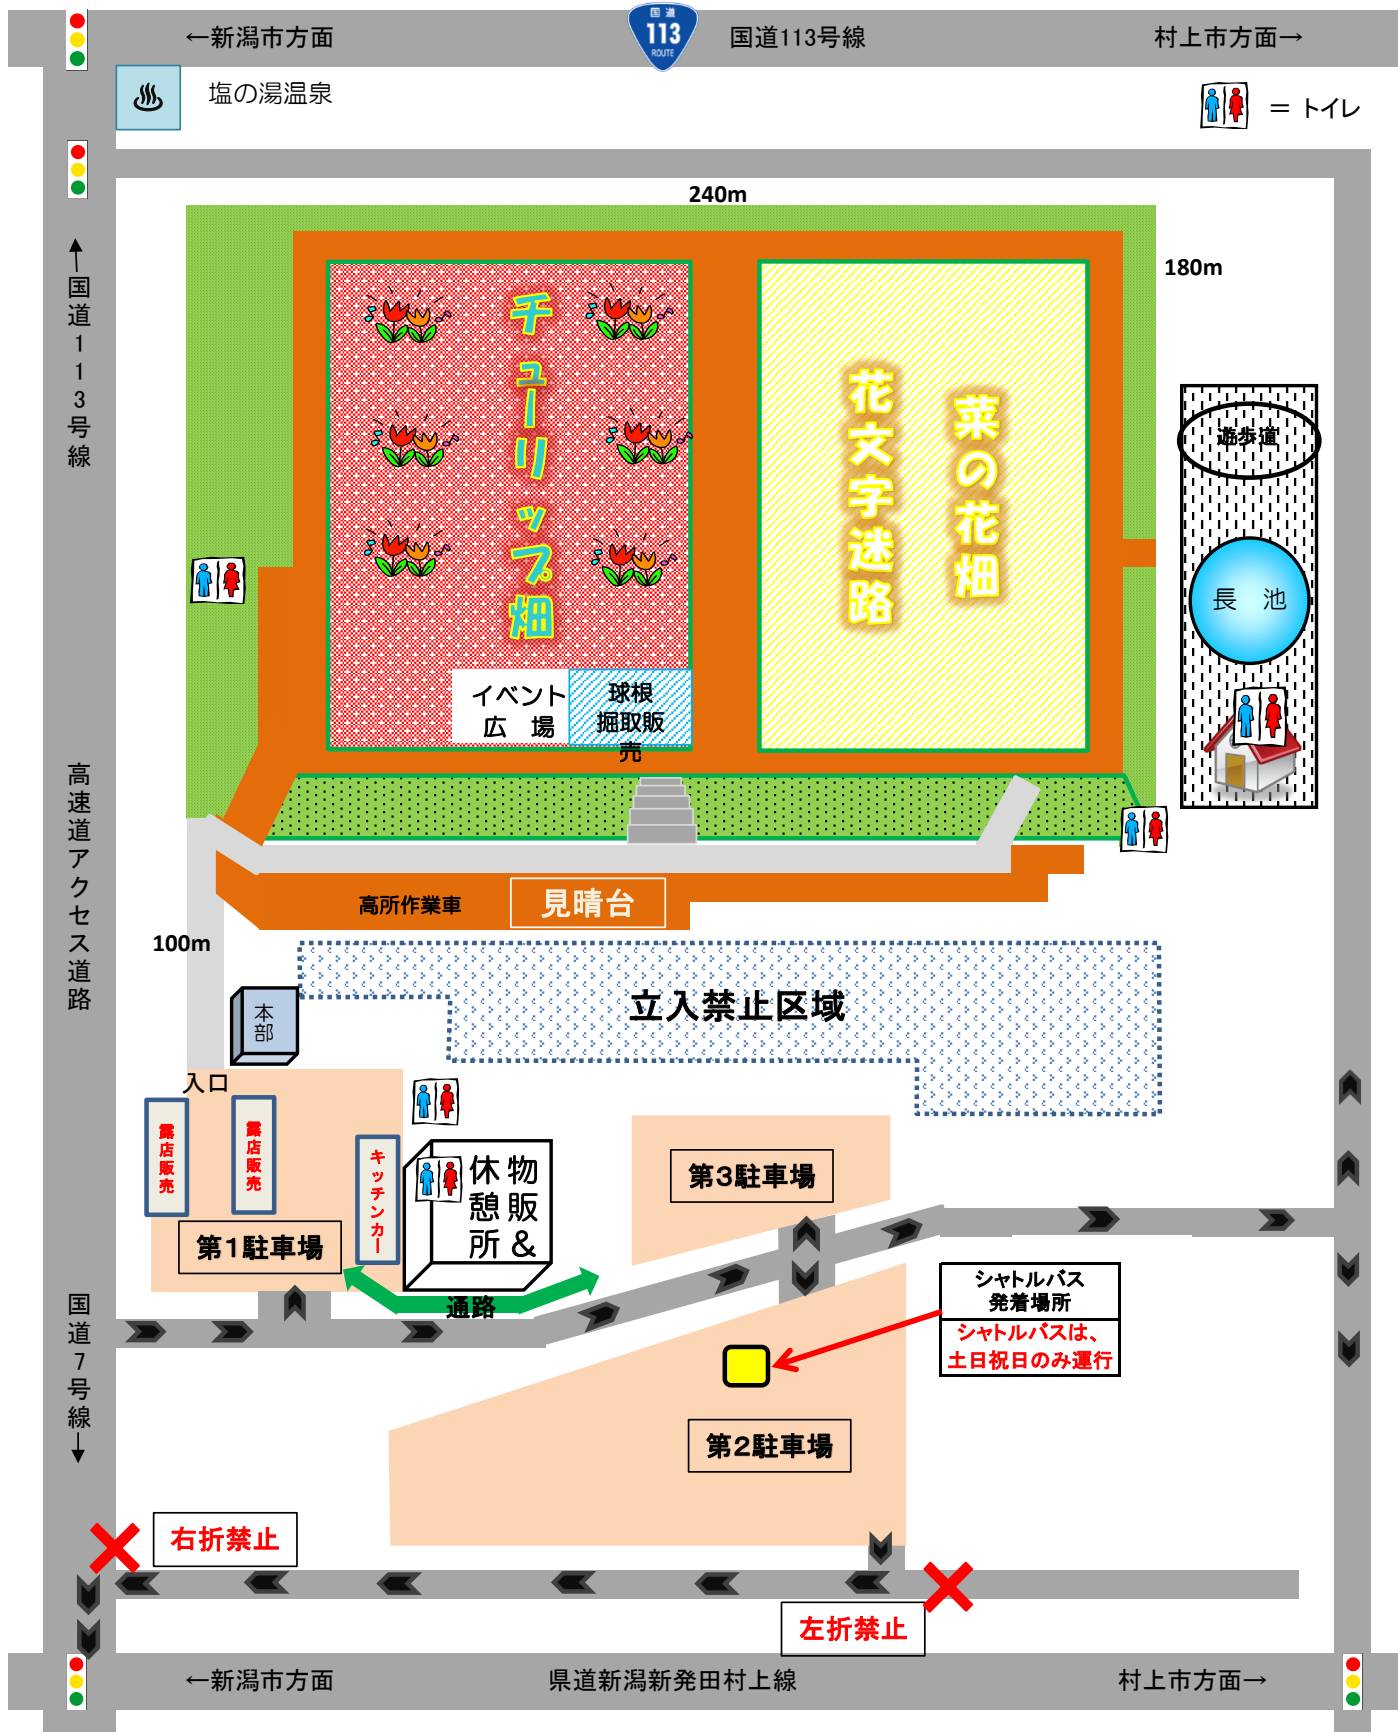 ←新潟市方面
国道
113
ROUTE
国道113号線
村上市方面→
塩の湯温泉
= トイレ
240m
180m
←国道113号線
チューリップ畑
花文字迷路
菜の花畑
遊歩道
長 池
イベント
広 場
球根
掘取販
売
高速道アクセス道路
高所作業車
見晴台
100m
立入禁止区域
本部
入口
露店販売
露店販売
キッチンカー
休憩所
物販&
第1駐車場
第3駐車場
通路
シャトルバス
発着場所
シャトルバスは、
土日祝日のみ運行
国道7号線→
第2駐車場
右折禁止
左折禁止
←新潟市方面
県道新潟新発田村上線
村上市方面→